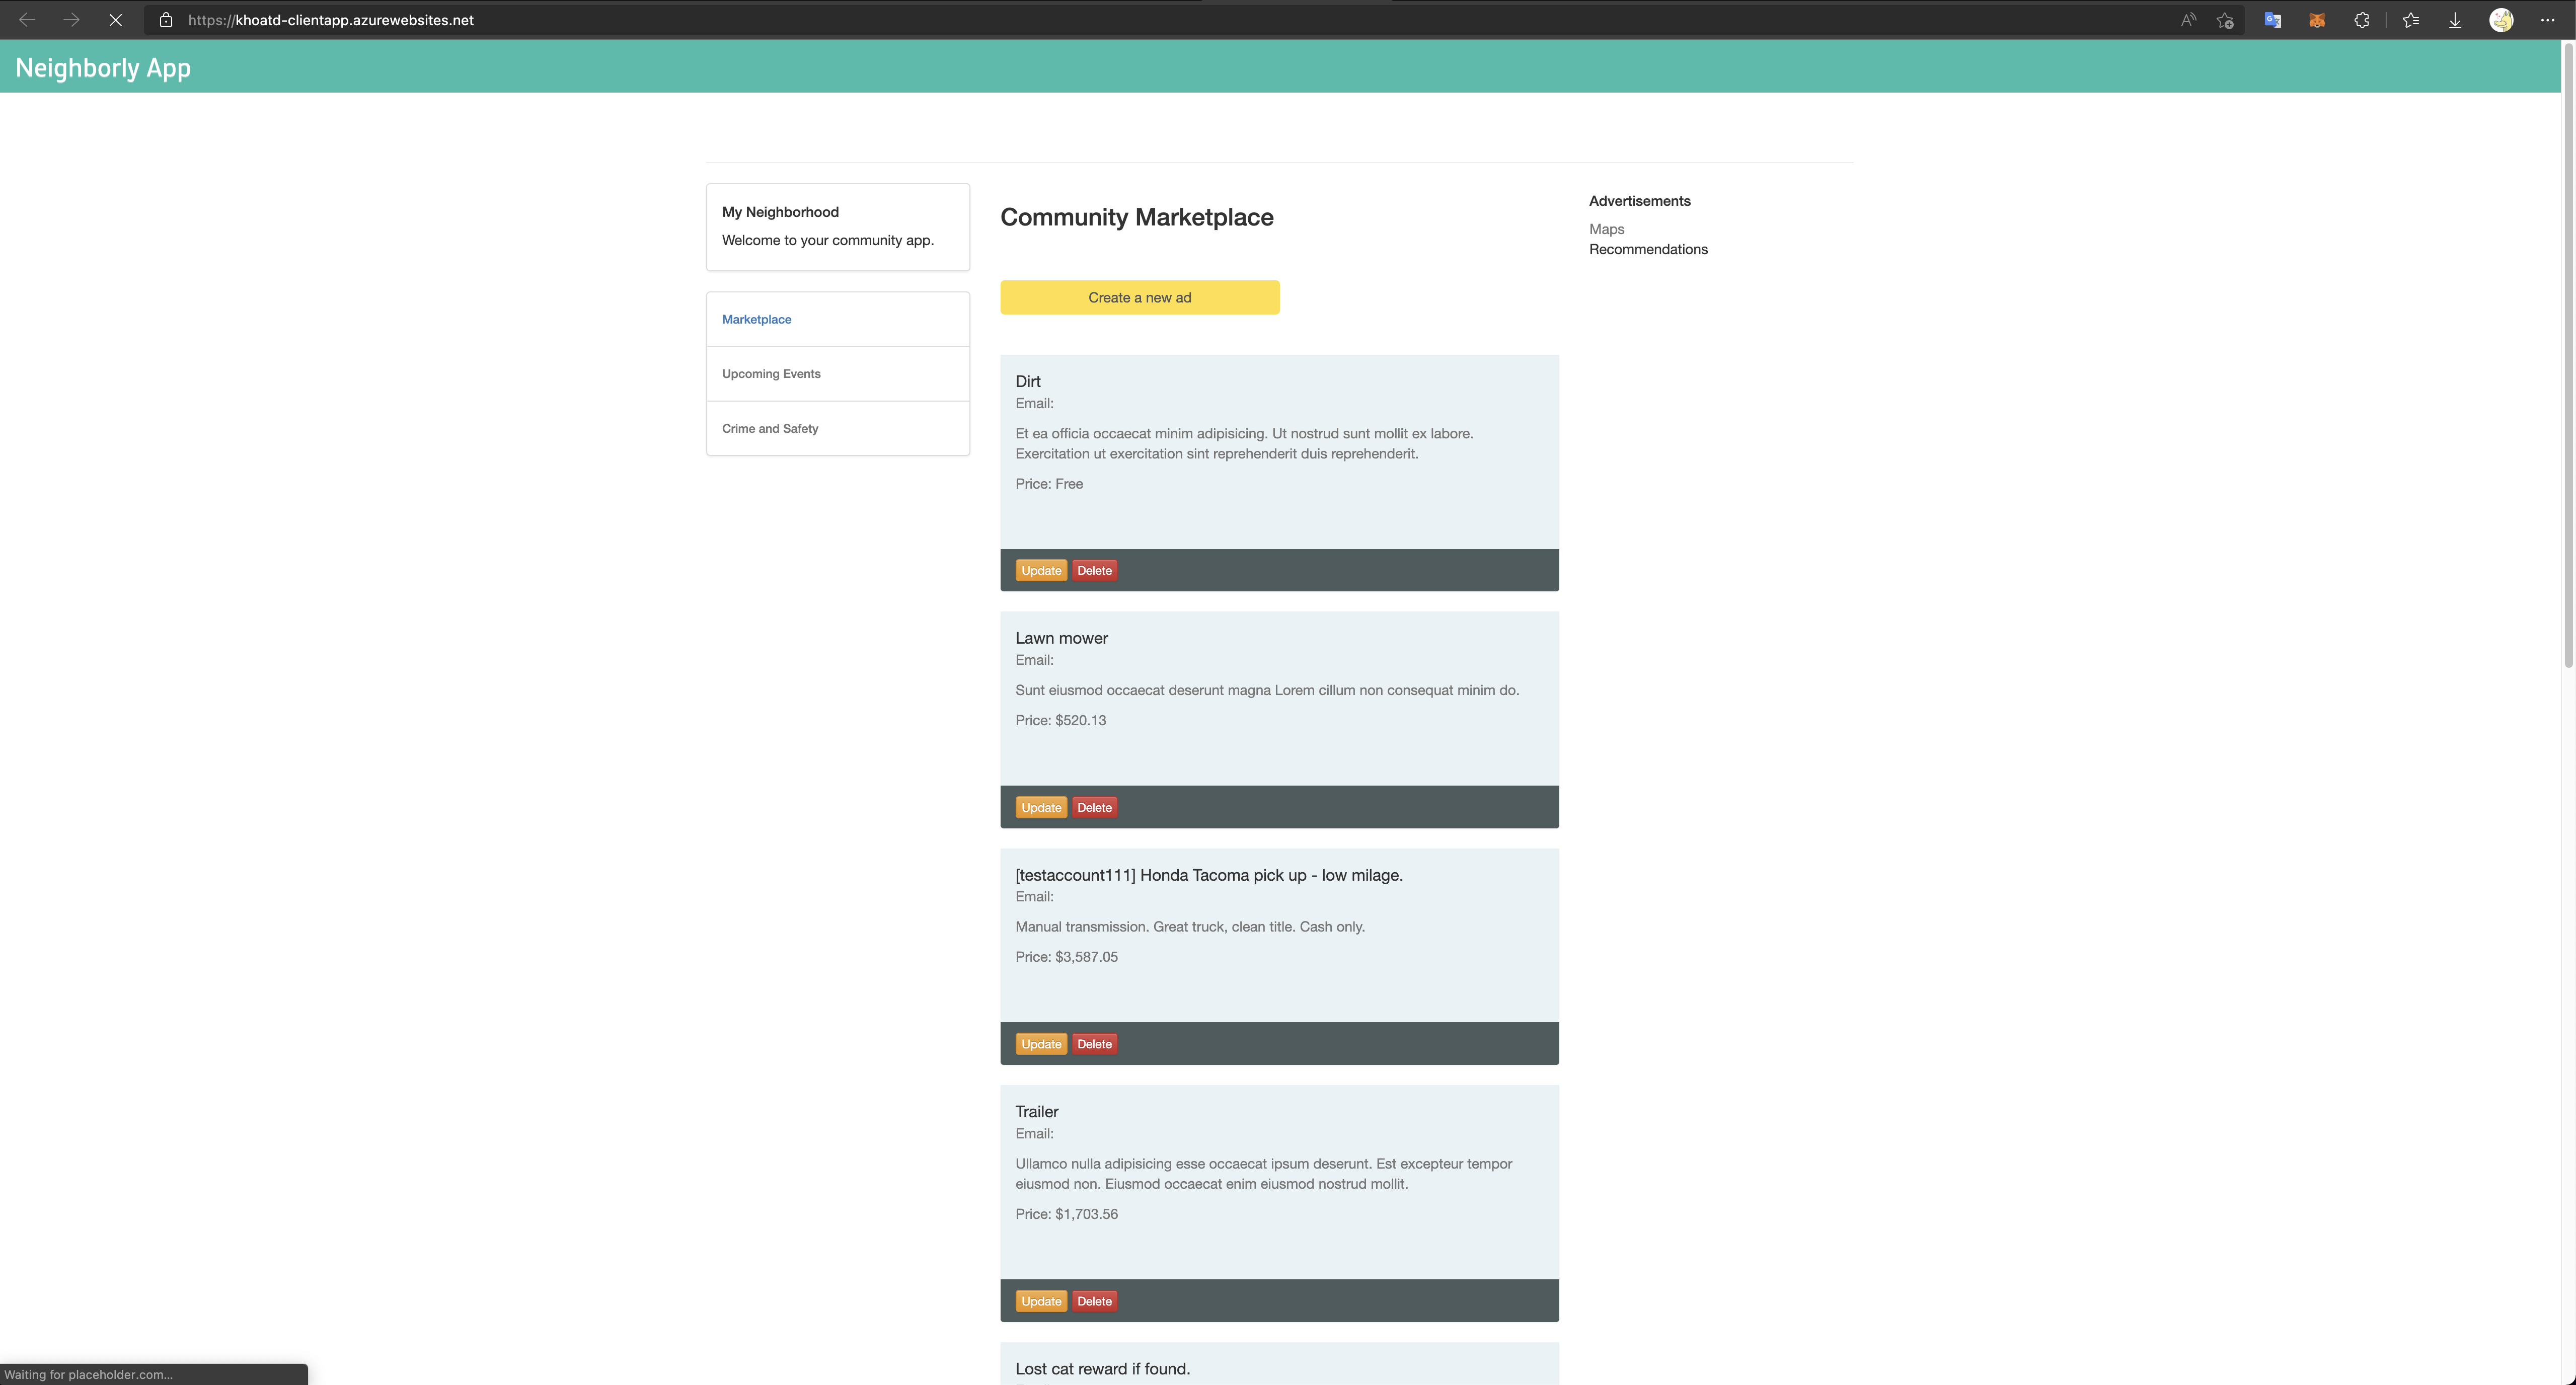 https://khoatd-clientapp.azurewebsites.net
Neighborly App
My Neighborhood
Welcome to your community app.
Marketplace
Upcoming Events
Crime and Safety
Community Marketplace
Create a new ad
Dirt
Email:
Et ea officia occaecat minim adipisicing. Ut nostrud sunt mollit ex labore.
Exercitation ut exercitation sint reprehenderit duis reprehenderit.
Price: Free
Update Delete
Lawn mower
Email:
Sunt eiusmod occaecat deserunt magna Lorem cillum non consequat minim do.
Price: $520.13
Update Delete
[testaccount111] Honda Tacoma pick up - low milage.
Email:
Manual transmission. Great truck, clean title. Cash only.
Price: $3,587.05
Update Delete
Trailer
Email:
Ullamco nulla adipisicing esse occaecat ipsum deserunt. Est excepteur tempor
eiusmod non. Eiusmod occaecat enim eiusmod nostrud mollit.
Price: $1,703.56
Update Delete
Lost cat reward if found.
Advertisements
Maps
Recommendations
Waiting for placeholder.com...